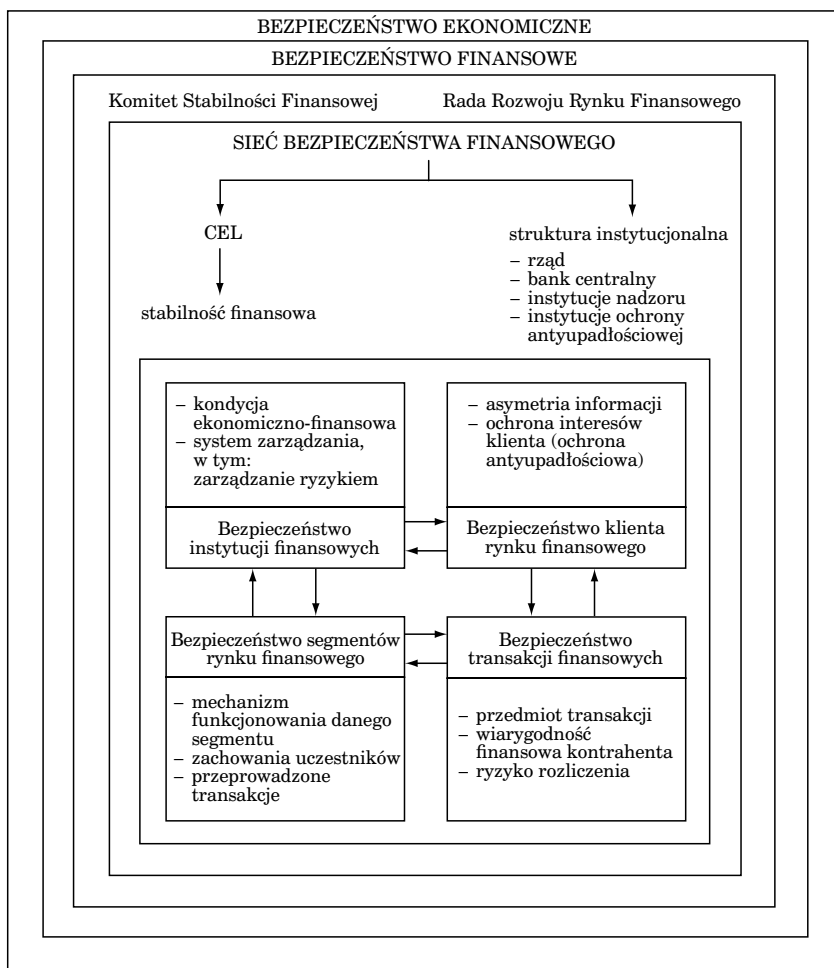 BEZPIECZEŃSTWO EKONOMICZNE
BEZPIECZEŃSTWO FINANSOWE
Komitet Stabilności Finansowej
Rada Rozwoju Rynku Finansowego
SIEĆ BEZPIECZEŃSTWA FINANSOWEGO
CEL
stabilność finansowa
struktura instytucjonalna
– rząd
– bank centralny
– instytucje nadzoru
– instytucje ochrony
antyupadłościowej
– kondycja
ekonomiczno-finansowa
– system zarządzania,
w tym:
zarządzanie ryzykiem
Bezpieczeństwo
instytucji finansowych
– asymetria informacji
– ochrona interesów
klienta (ochrona
antyupadłościowa)
Bezpieczeństwo klienta
rynku finansowego
Bezpieczeństwo segmentów
rynku finansowego
– mechanizm
funkcjonowania danego
segmentu
– zachowania uczestników
– przeprowadzone
transakcje
Bezpieczeństwo
transakcji finansowych
– przedmiot transakcji
– wiarygodność
finansowa kontrahenta
– ryzyko rozliczenia